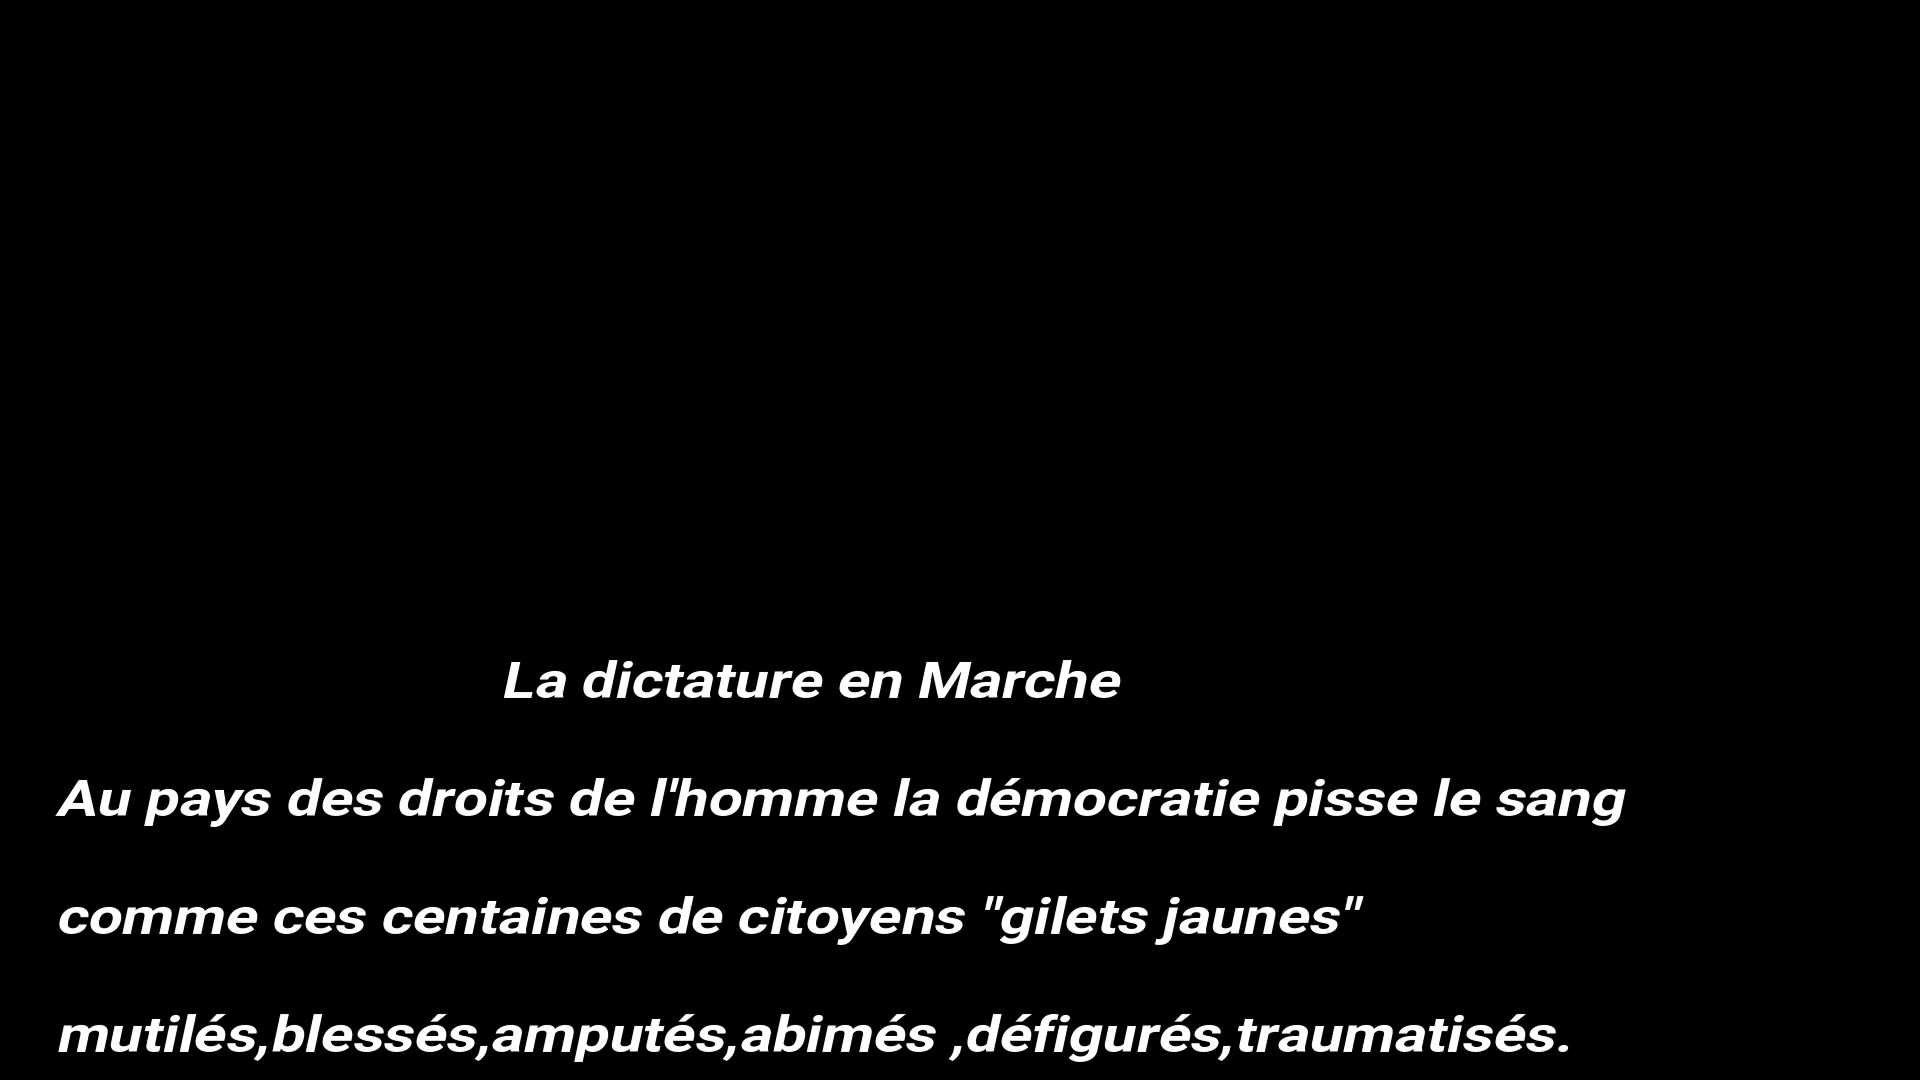 La dictature en Marche
Au pays des droits de l'homme la démocratie pisse le sang
comme ces centaines de citoyens "gilets jaunes"
mutilés,blessés,amputés,abimés ,défigurés,traumatisés.